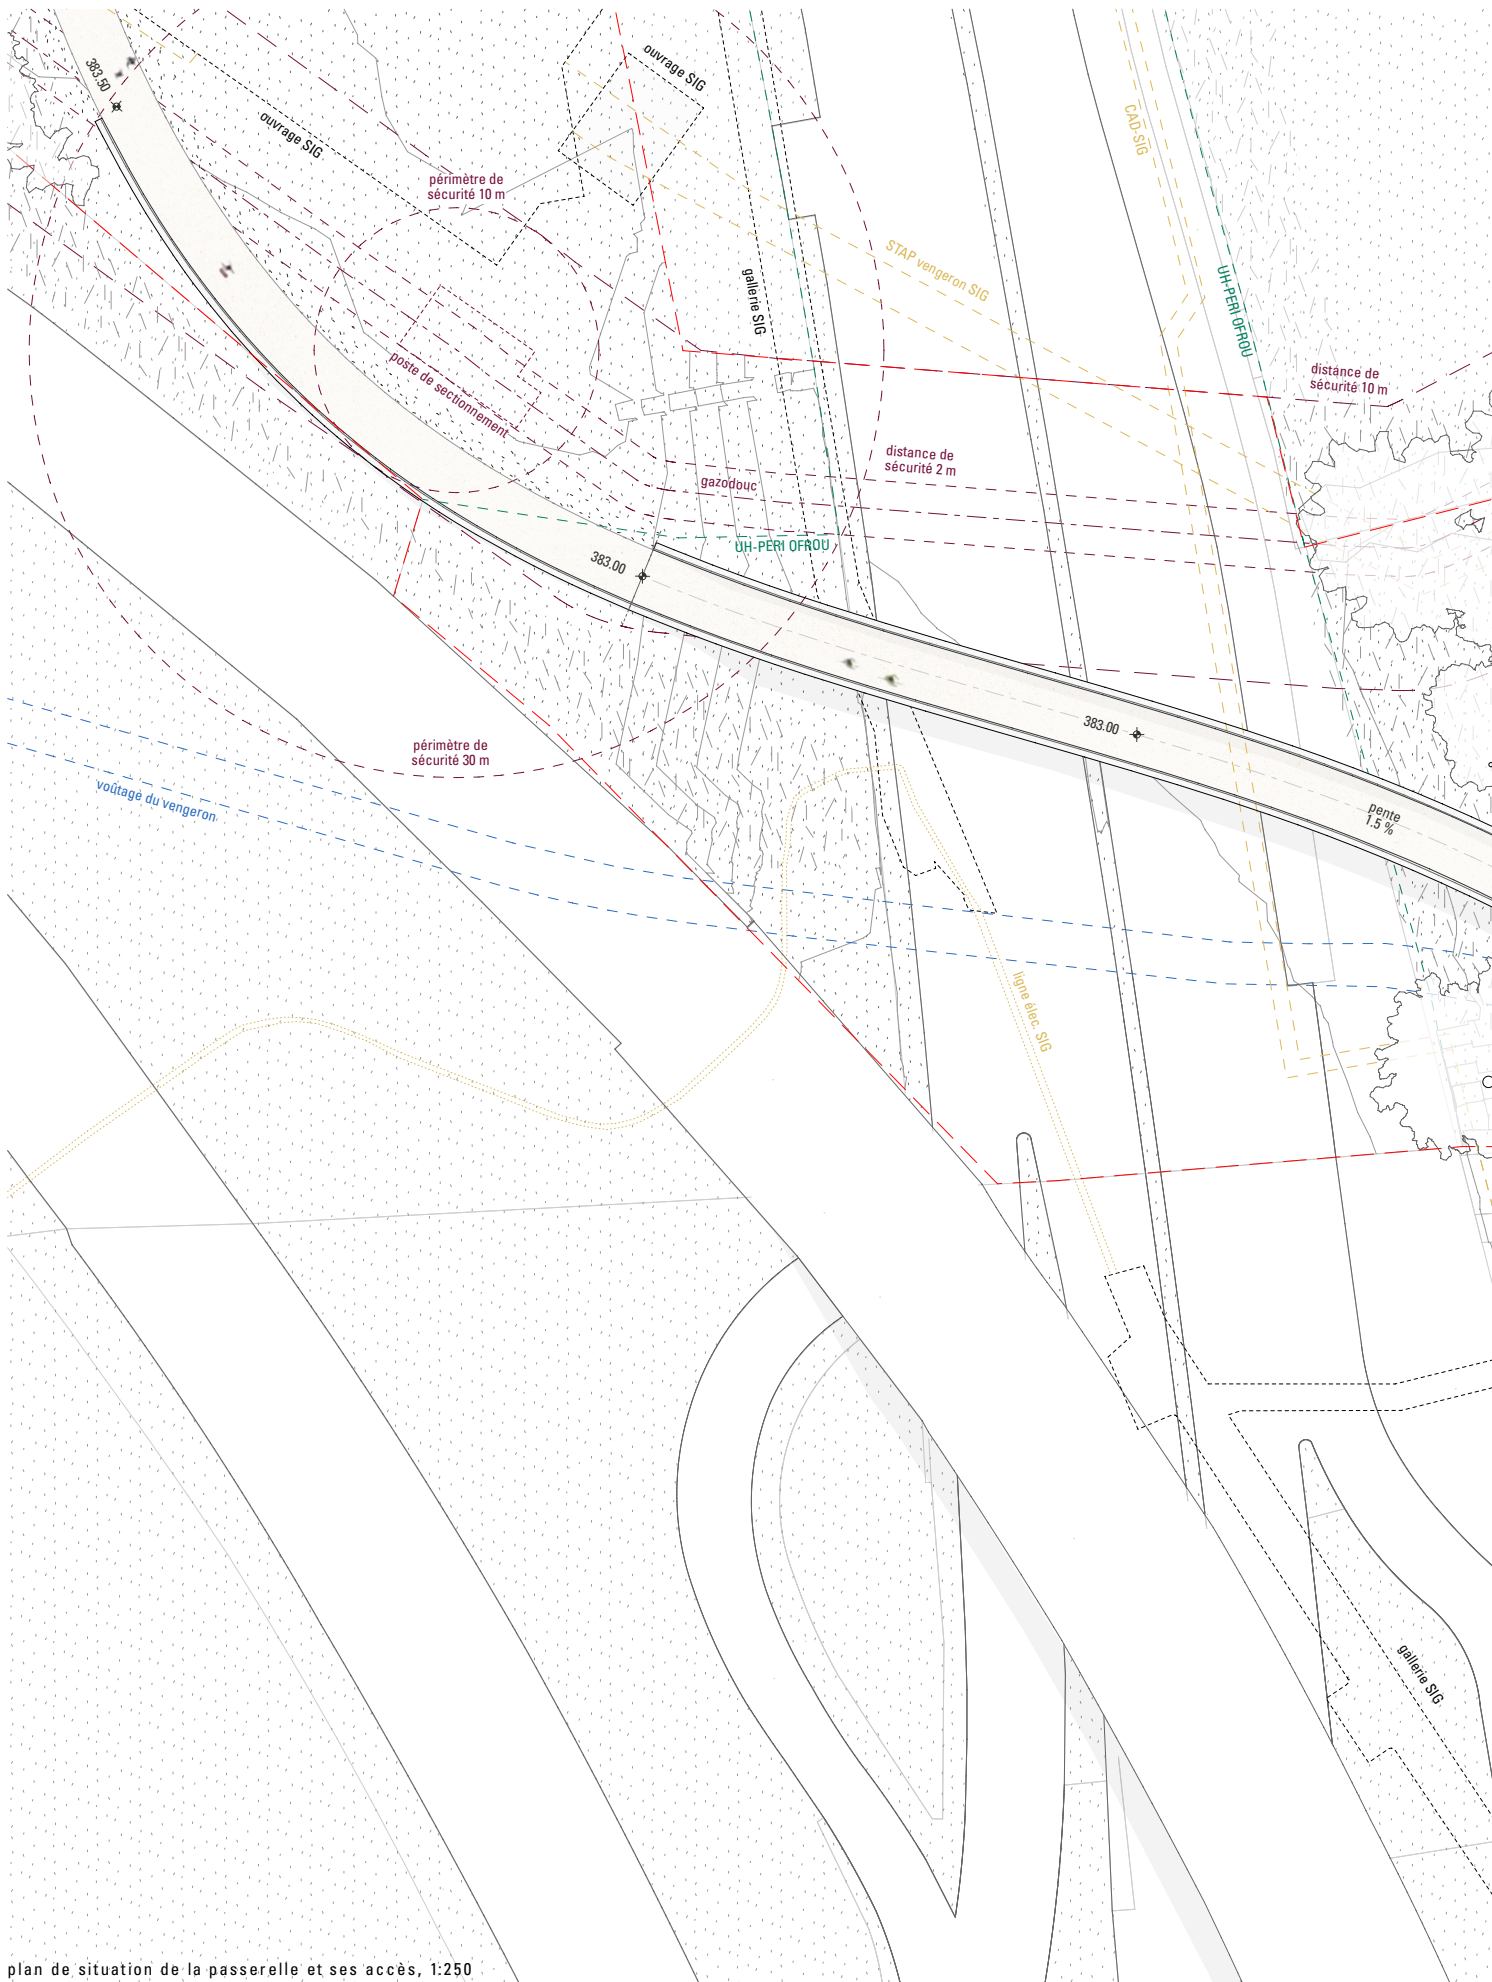 383.50
ouvrage SIG
ouvrage SIG
périmètre de
sécurité 10 m
CAD-SIG
STAP vengeron SIG
gallerie SIG
UH-PERI OFROU
poste de sectionnement
distance de
sécurité 10 m
distance de
sécurité 2 m
gazodouc
UH-PERI OFROU
383.00
383.00
périmètre de
sécurité 30 m
voûtage du vengeron
pente
1.5 %
ligne élec. SIG
gallerie SIG
plan de situation de la passerelle et ses accès, 1:250